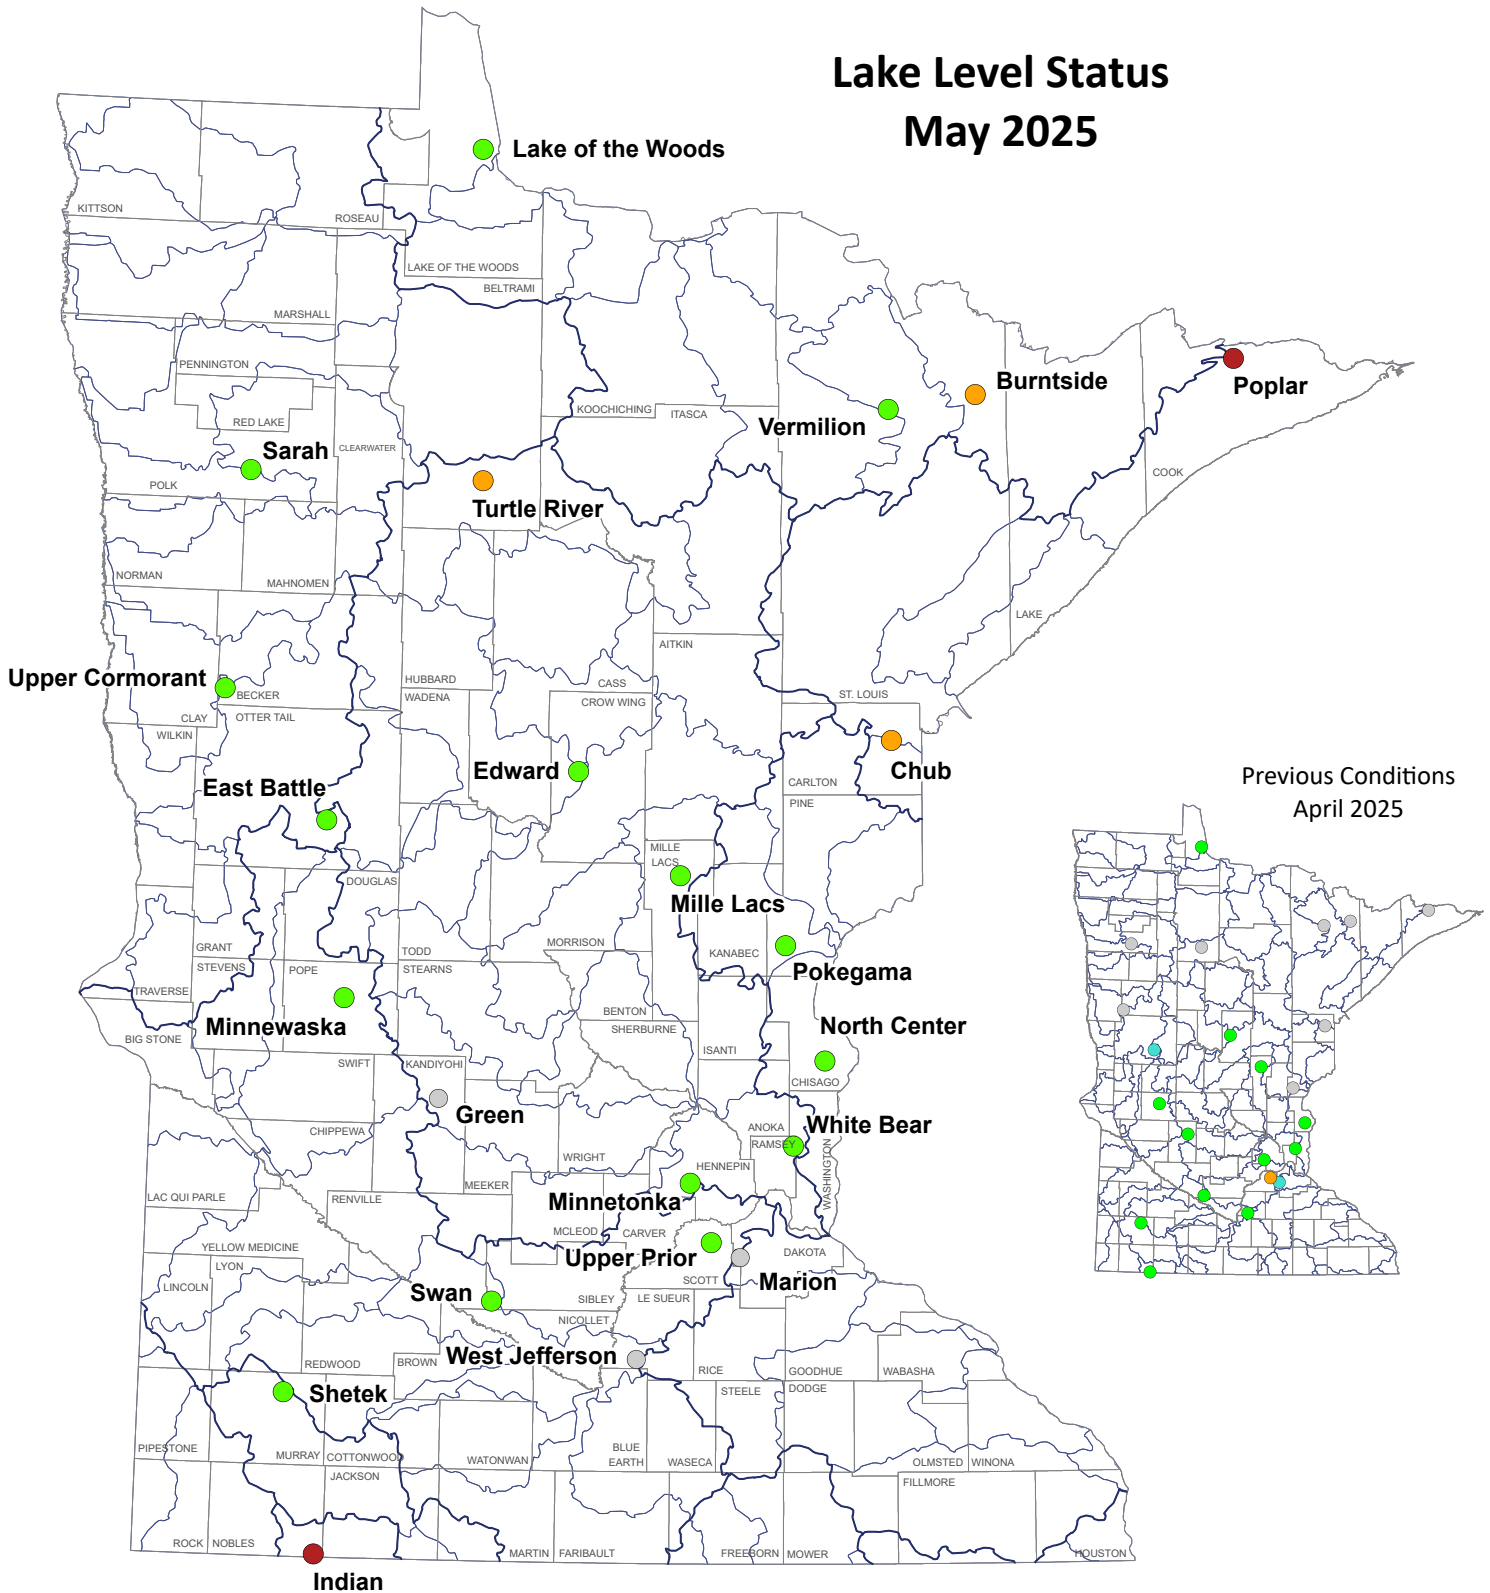 Lake Level Status
May 2025
Lake of the Woods
KITTSON
ROSEAU
LAKE OF THE WOODS
BELTRAMI
MARSHALL
PENNINGTON
Burntside
Poplar
RED LAKE
KOOCHICHING
ITASCA
Vermilion
Sarah
CLEARWATER
COOK
POLK
Turtle River
NORMAN
MAHNOMEN
LAKE
AITKIN
Upper Cormorant
BECKER
HUBBARD
CASS
WADENA
CROW WING
ST. LOUIS
CLAY
OTTER TAIL
WILKIN
Edward
Chub
CARLTON
East Battle
PINE
Previous Conditions
April 2025
MILLE
LACS
DOUGLAS
Mille Lacs
GRANT
TODD
MORRISON
KANABEC
STEVENS
POPE
STEARNS
Pokegama
TRAVERSE
BENTON
Minnewaska
SHERBURNE
North Center
BIG STONE
ISANTI
SWIFT
KANDIYOHI
CHISAGO
Green
CHIPPEWA
ANOKA
White Bear
RAMSEY
WRIGHT
HENNEPIN
WASHINGTON
LAC QUI PARLE
RENVILLE
MEEKER
Minnetonka
MCLEOD
CARVER
YELLOW MEDICINE
Upper Prior
DAKOTA
LYON
SCOTT
Marion
LINCOLN
Swan
SIBLEY
LE SUEUR
NICOLLET
West Jefferson
REDWOOD
BROWN
RICE
GOODHUE
WABASHA
Shetek
STEELE
DODGE
PIPESTONE
MURRAY
COTTONWOOD
WATONWAN
BLUE
EARTH
WASECA
OLMSTED
WINONA
JACKSON
FILLMORE
ROCK
NOBLES
MARTIN
FARIBAULT
FREEBORN
MOWER
HOUSTON
Indian